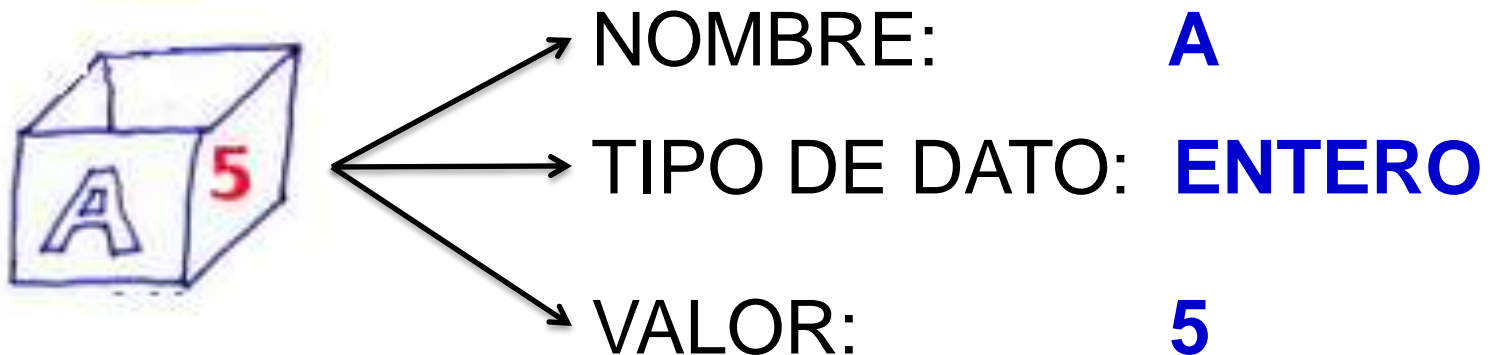 NOMBRE: A
A 5 TIPO DE DATO: ENTERO
VALOR: 5